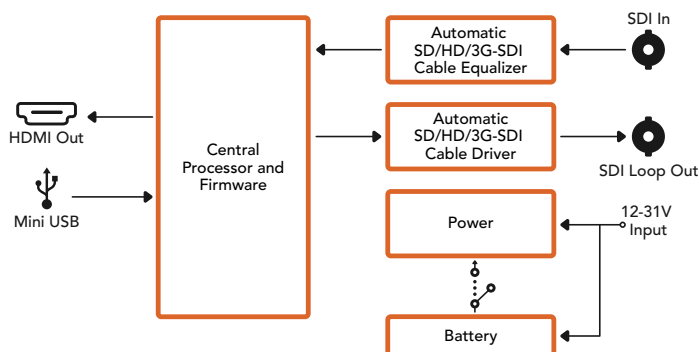 SDI In
Automatic
SD/HD/3G-SDI
Cable Equalizer
HDMI Out
Central
Processor and
Firmware
Automatic
SD/HD/3G-SDI
Cable Driver
SDI Loop Out
Mini USB
Power
12-31V
Input
Battery